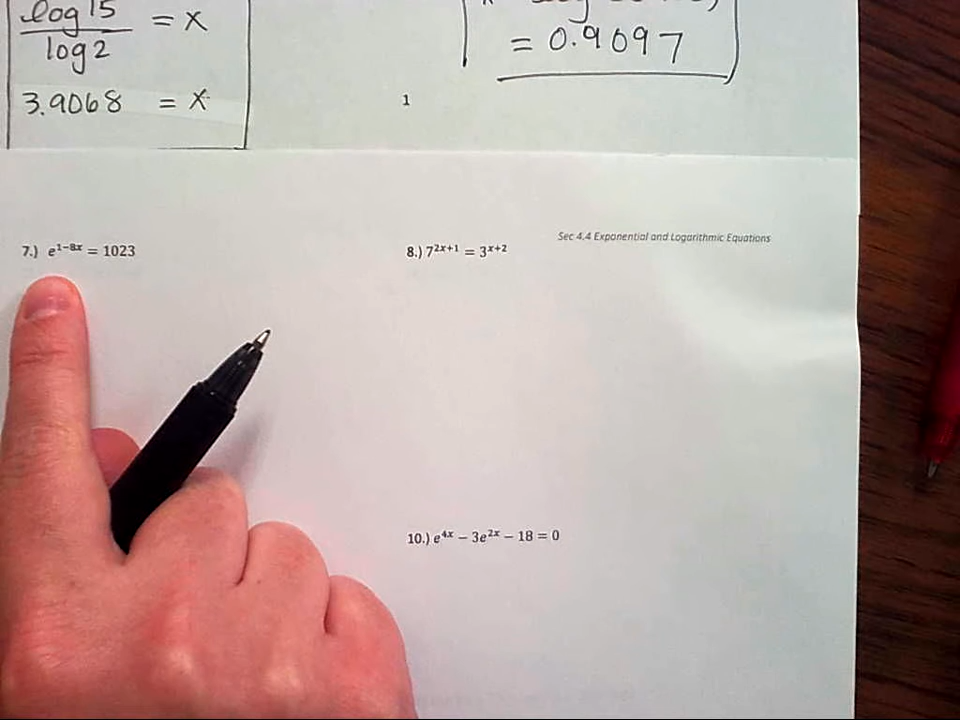 log 15
log 2
= x
3.9068 = x
= 0.9097
1
Sec 4.4 Exponential and Logarithmic Equations
7.) e^{1−8x} = 1023
8.) 7^{2x+1} = 3^{x+2}
10.) e^{4x} − 3e^{2x} − 18 = 0